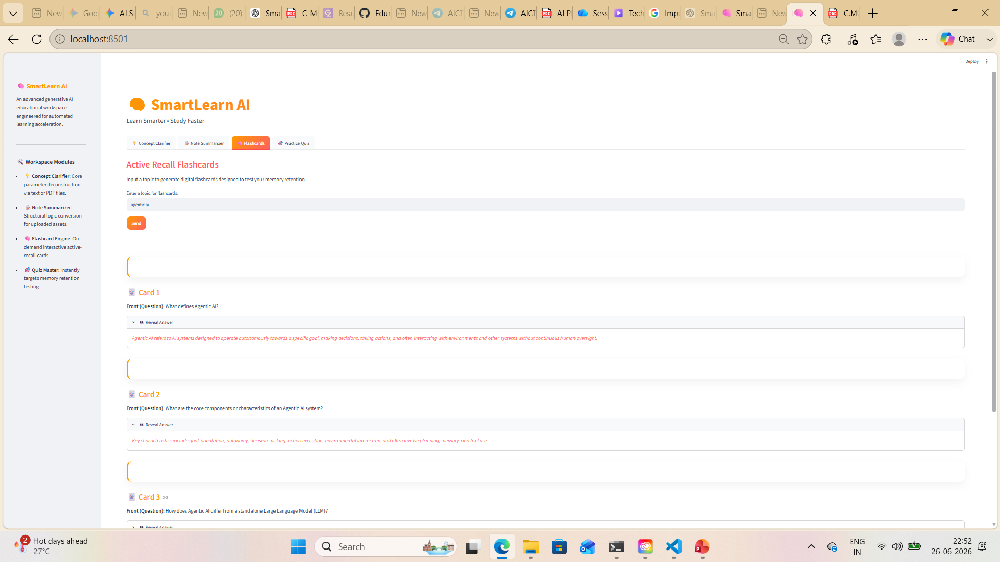 New
Goo
AI St
yout
New
(20)
Sma
C_M
Resu
Edur
New
AICT
New
AICT
AI P
Sess
Tech
Impo
Sma
Sma
New
C.M
localhost:8501
Chat
Deploy
SmartLearn AI
An advanced generative AI
educational workspace
engineered for automated
learning acceleration.
Workspace Modules
• Concept Clarifier: Core
parameter deconstruction
via text or PDF files.
• Note Summarizer:
Structural logic conversion
for uploaded assets.
• Flashcard Engine: On-
demand interactive active-
recall cards.
• Quiz Master: Instantly
targets memory retention
testing.
SmartLearn AI
Learn Smarter • Study Faster
Concept Clarifier
Note Summarizer
Flashcards
Practice Quiz
Active Recall Flashcards
Input a topic to generate digital flashcards designed to test your memory retention.
Enter a topic for flashcards:
agentic ai
Send
Card 1
Front (Question): What defines Agentic AI?
Reveal Answer
Agentic AI refers to AI systems designed to operate autonomously towards a specific goal, making decisions, taking actions, and often interacting with environments and other systems without continuous human oversight.
Card 2
Front (Question): What are the core components or characteristics of an Agentic AI system?
Reveal Answer
Key characteristics include goal-orientation, autonomy, decision-making, action execution, environmental interaction, and often involve planning, memory, and tool use.
Card 3
Front (Question): How does Agentic AI differ from a standalone Large Language Model (LLM)?
Reveal Answer
2
Hot days ahead
27°C
Search
ENG
IN
22:52
26-06-2026